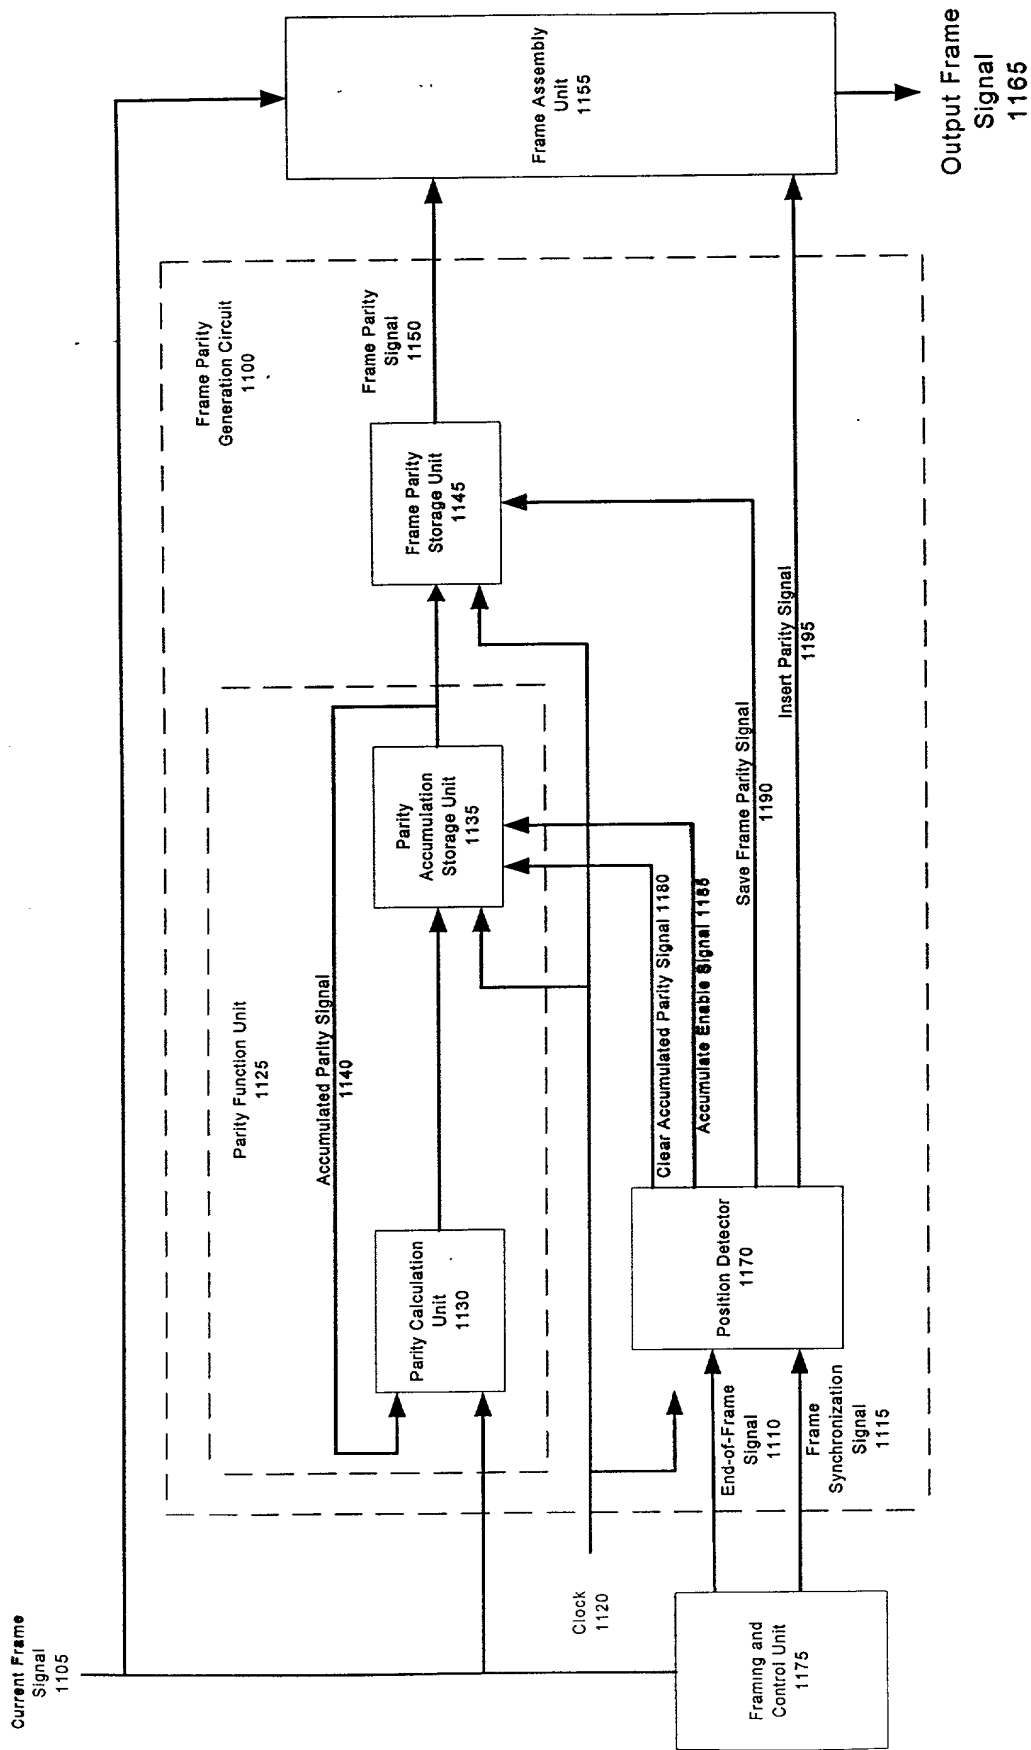 Current Frame
Signal
1105
Frame Parity
Generation Circuit
1100
Parity Function Unit
1125
Accumulated Parity Signal
1140
Parity Calculation
Unit
1130
Parity
Accumulation
Storage Unit
1135
Frame Parity
Storage Unit
1145
Frame Parity
Signal
1150
Frame Assembly
Unit
1155
Output Frame
Signal
1165
Clock
1120
Clear Accumulated Parity Signal 1180
Accumulate Enable Signal 1185
Save Frame Parity Signal
1190
Insert Parity Signal
1195
Position Detector
1170
End-of-Frame
Signal
1110
Frame
Synchronization
Signal
1115
Framing and
Control Unit
1175